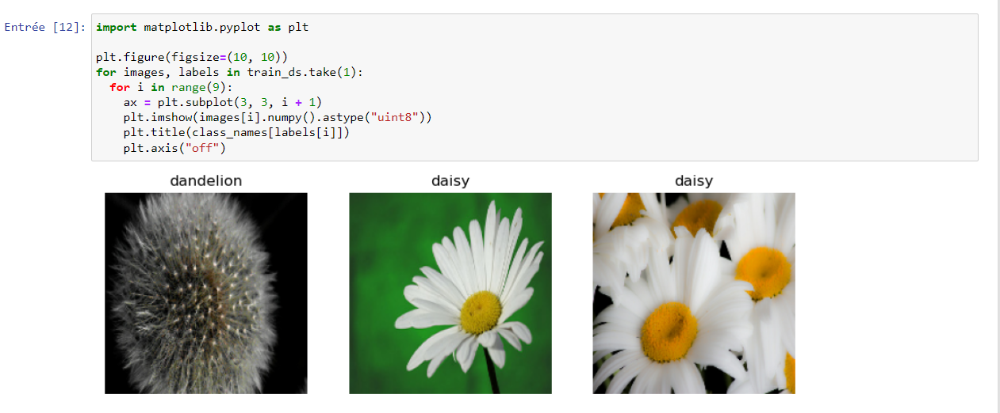 Entrée [12]: import matplotlib.pyplot as plt
plt.figure(figsize=(10, 10))
for images, labels in train_ds.take(1):
  for i in range(9):
    ax = plt.subplot(3, 3, i + 1)
    plt.imshow(images[i].numpy().astype("uint8"))
    plt.title(class_names[labels[i]])
    plt.axis("off")
dandelion daisy daisy